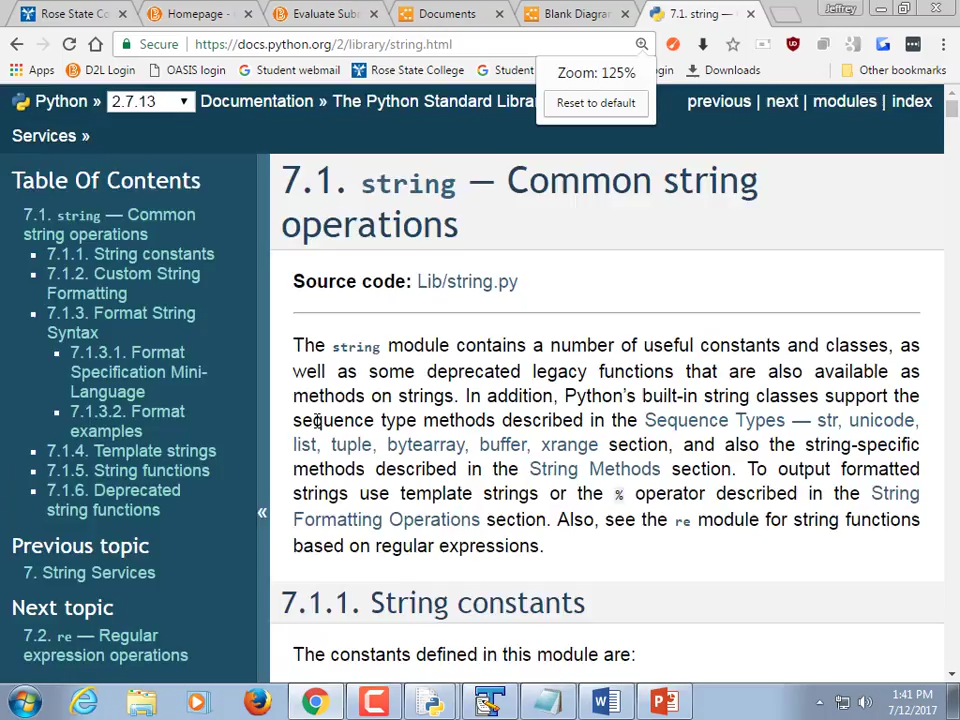 Rose State Co
Homepage -
Evaluate Subr
Documents
Blank Diagra
7.1. string —
Jeffrey
Secure
https://docs.python.org/2/library/string.html
Apps
D2L Login
OASIS login
Student webmail
Rose State College
Student
gin
Downloads
Other bookmarks
Zoom: 125%
Reset to default
Python » 2.7.13 Documentation » The Python Standard Libra
previous | next | modules | index
Services »
Table Of Contents
7.1. string — Common
string operations
7.1.1. String constants
7.1.2. Custom String
Formatting
7.1.3. Format String
Syntax
7.1.3.1. Format
Specification Mini-
Language
7.1.3.2. Format
examples
7.1.4. Template strings
7.1.5. String functions
7.1.6. Deprecated
string functions
Previous topic
7. String Services
Next topic
7.2. re — Regular
expression operations
«
7.1. string — Common string
operations
Source code: Lib/string.py
The string module contains a number of useful constants and classes, as
well as some deprecated legacy functions that are also available as
methods on strings. In addition, Python's built-in string classes support the
sequence type methods described in the Sequence Types — str, unicode,
list, tuple, bytearray, buffer, xrange section, and also the string-specific
methods described in the String Methods section. To output formatted
strings use template strings or the % operator described in the String
Formatting Operations section. Also, see the re module for string functions
based on regular expressions.
7.1.1. String constants
The constants defined in this module are:
1:41 PM
7/12/2017